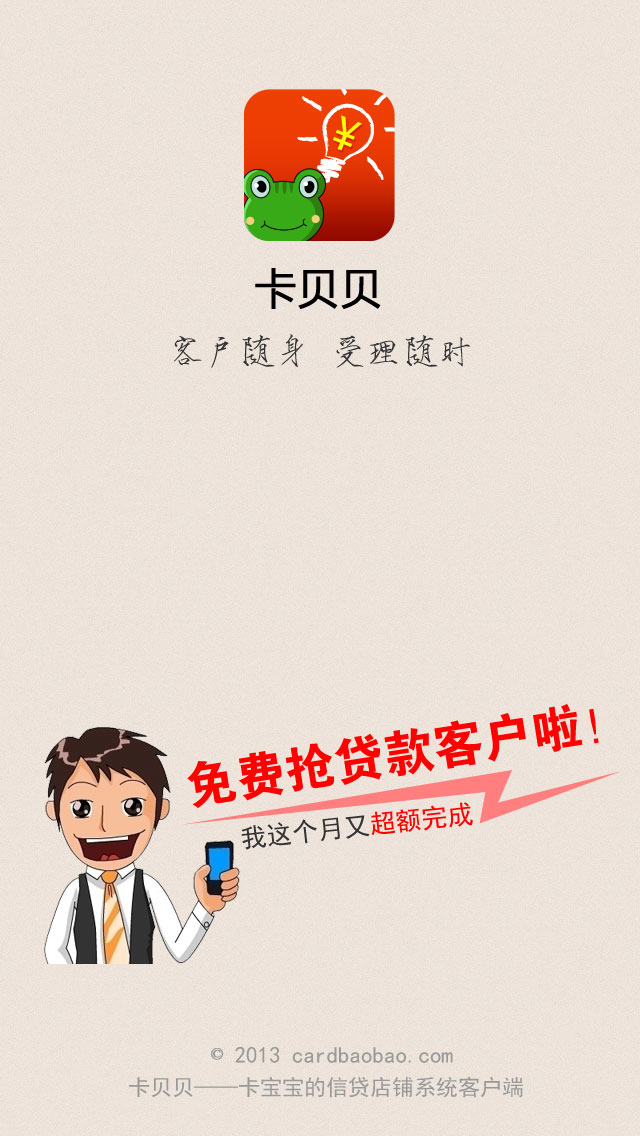 ¥
卡贝贝
客户随身 受理随时
免费抢贷款客户啦!
我这个月又超额完成
© 2013 cardbaobao.com
卡贝贝——卡宝宝的信贷店铺系统客户端